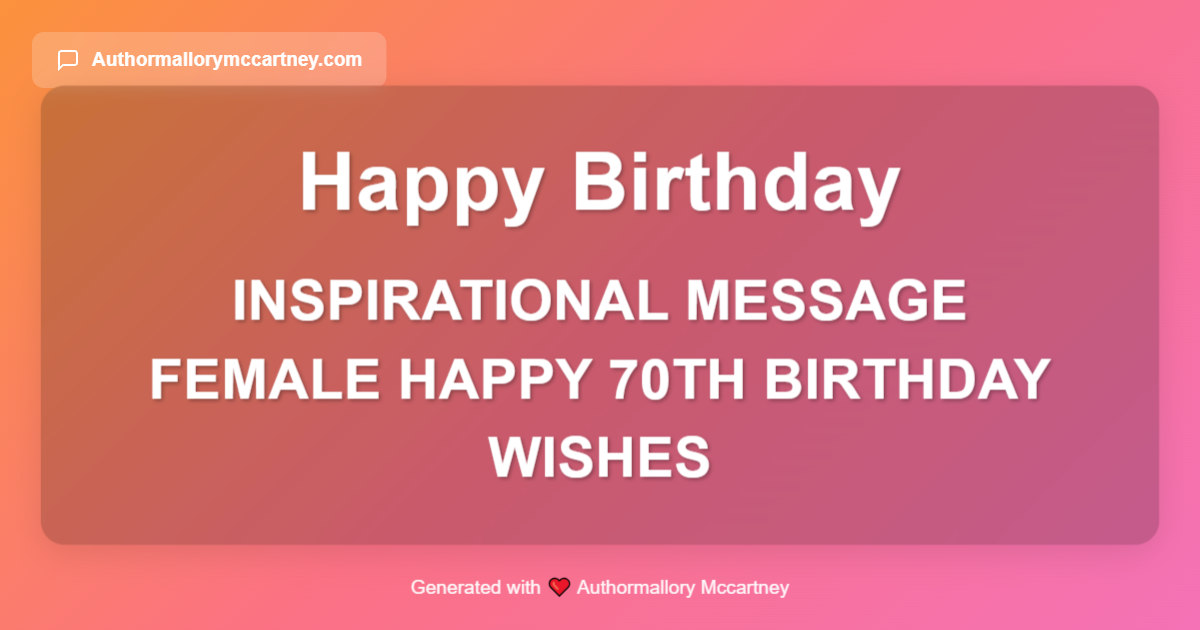 Authormallorymccartney.com
Happy Birthday
INSPIRATIONAL MESSAGE
FEMALE HAPPY 70TH BIRTHDAY
WISHES
Generated with ❤️ Authormallory Mccartney